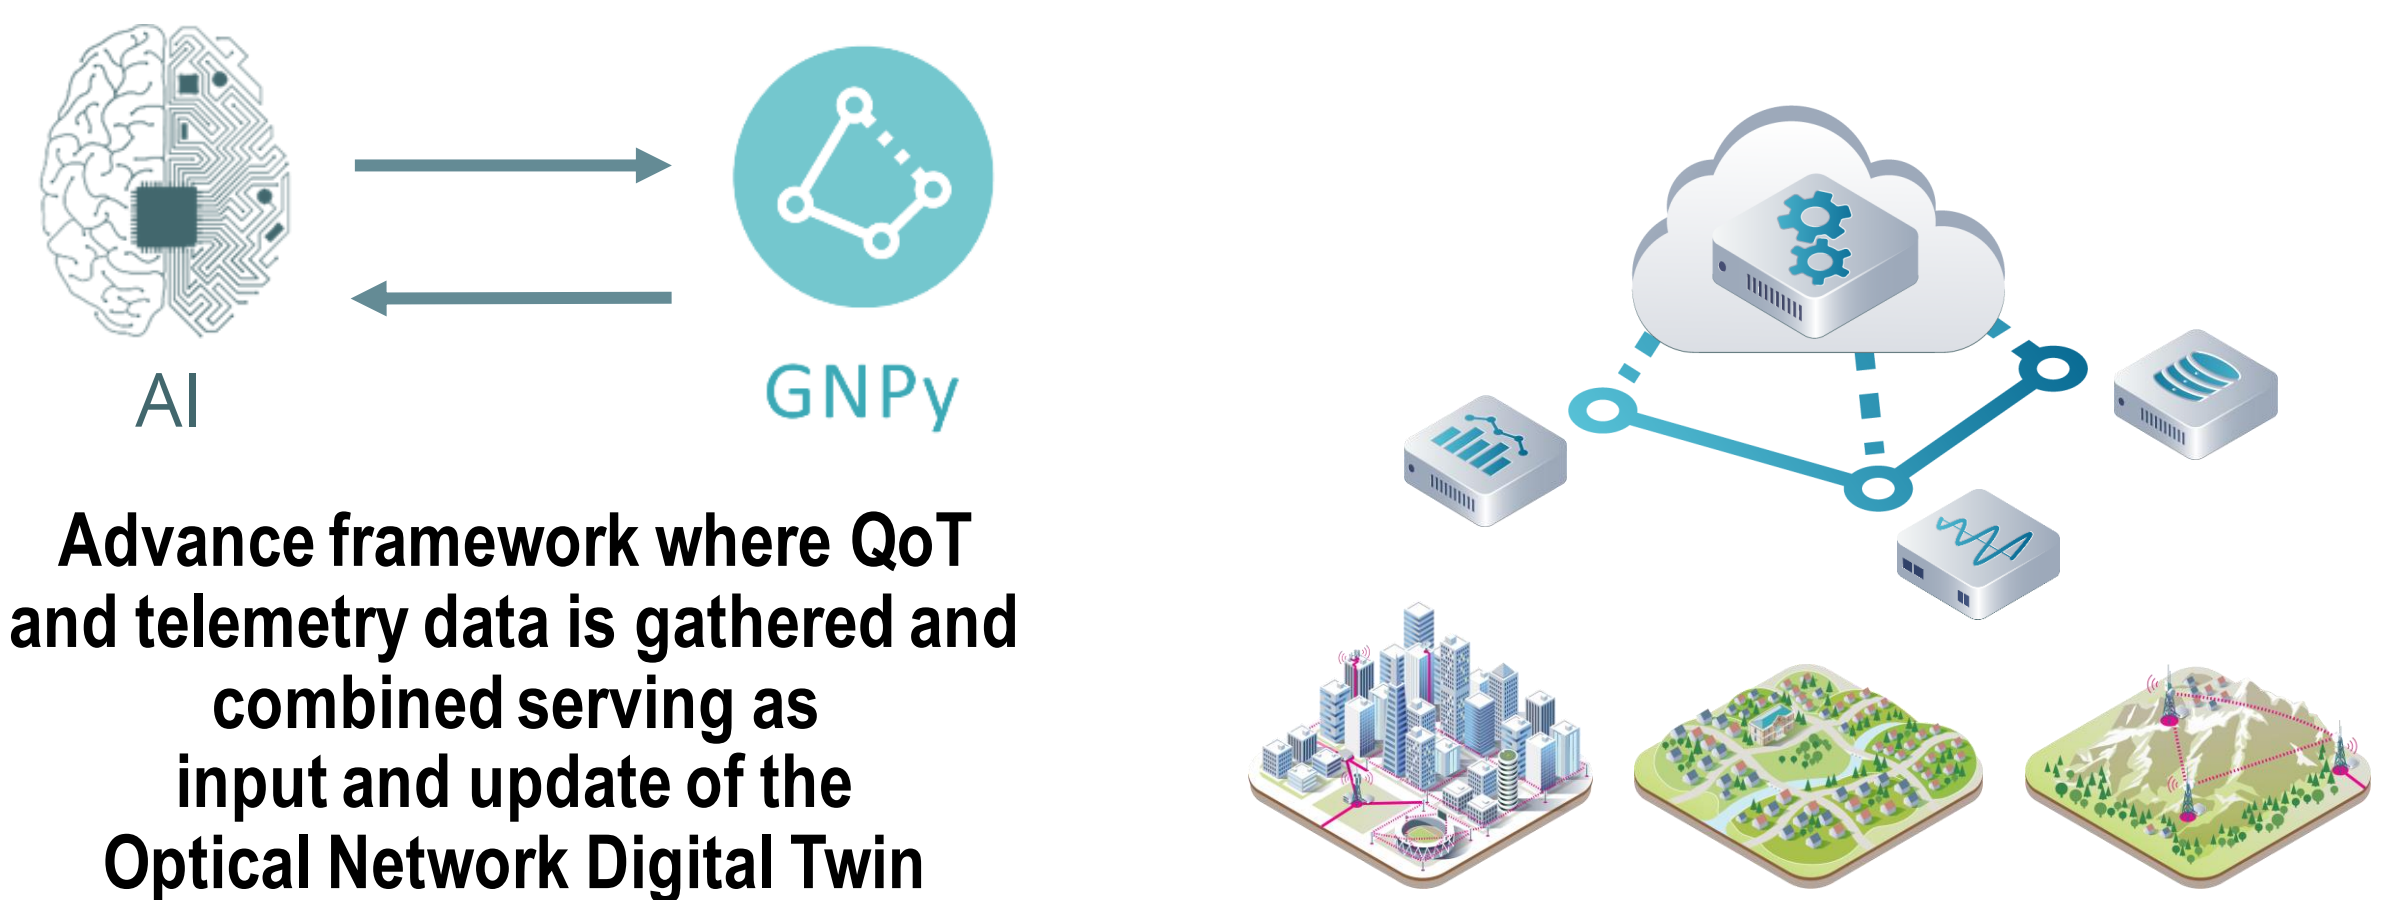 AI
GNPy
Advance framework where QoT
and telemetry data is gathered and
combined serving as
input and update of the
Optical Network Digital Twin